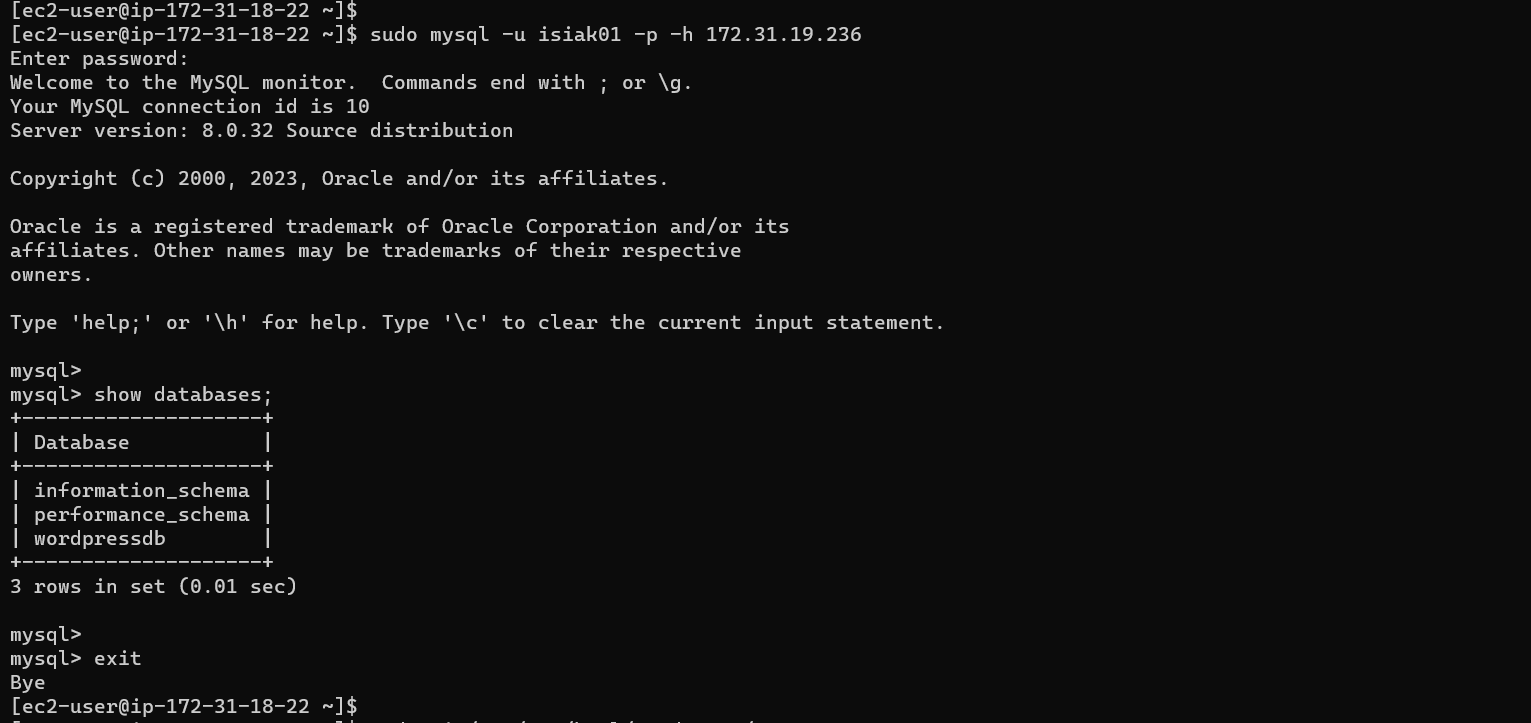 [ec2-user@ip-172-31-18-22 ~]$
[ec2-user@ip-172-31-18-22 ~]$ sudo mysql -u isiak01 -p -h 172.31.19.236
Enter password:
Welcome to the MySQL monitor.  Commands end with ; or \g.
Your MySQL connection id is 10
Server version: 8.0.32 Source distribution

Copyright (c) 2000, 2023, Oracle and/or its affiliates.

Oracle is a registered trademark of Oracle Corporation and/or its
affiliates. Other names may be trademarks of their respective
owners.

Type 'help;' or '\h' for help. Type '\c' to clear the current input statement.

mysql>
mysql> show databases;
+--------------------+
| Database           |
+--------------------+
| information_schema |
| performance_schema |
| wordpressdb        |
+--------------------+
3 rows in set (0.01 sec)

mysql>
mysql> exit
Bye
[ec2-user@ip-172-31-18-22 ~]$